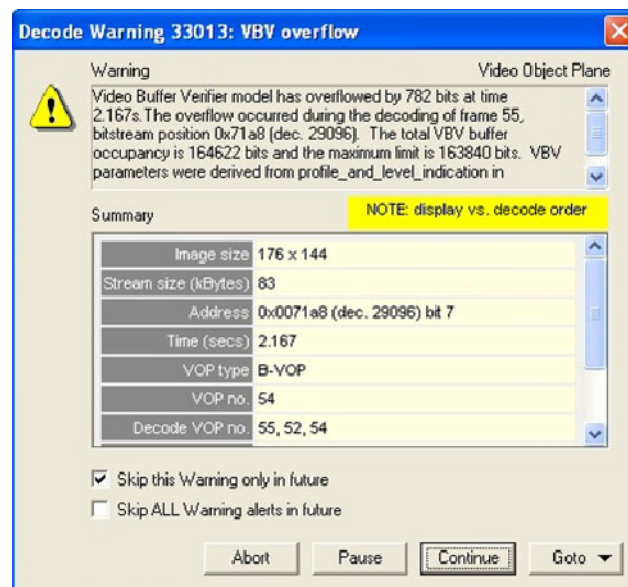 Decode Warning 33013: VBV overflow
Warning
Video Object Plane
Video Buffer Verifier model has overflowed by 782 bits at time
2.167s. The overflow occurred during the decoding of frame 55,
bitstream position 0x71a8 (dec. 29096). The total VBV buffer
occupancy is 164622 bits and the maximum limit is 163840 bits. VBV
parameters were derived from profile_and_level_indication in
Summary
NOTE: display vs. decode order
Image size 176 x 144
Stream size (kBytes) 83
Address 0x0071a8 (dec. 29096) bit 7
Time (secs) 2.167
VOP type B-VOP
VOP no. 54
Decode VOP no. 55, 52, 54
Skip this Warning only in future
Skip ALL Warning alerts in future
Abort Pause Continue Goto